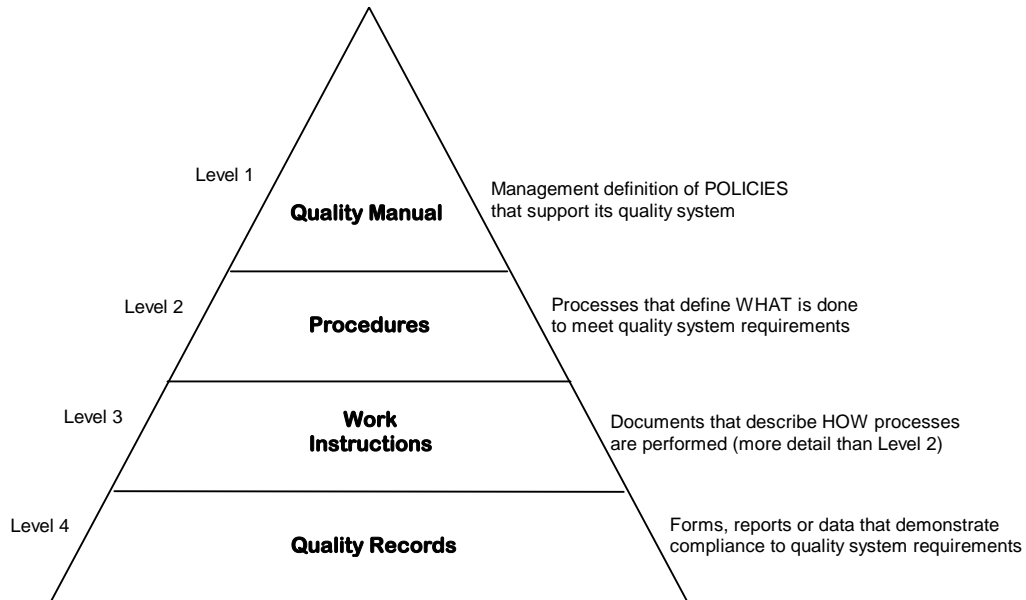 Level 1
Quality Manual
Management definition of POLICIES
that support its quality system
Level 2
Procedures
Processes that define WHAT is done
to meet quality system requirements
Level 3
Work
Instructions
Documents that describe HOW processes
are performed (more detail than Level 2)
Level 4
Quality Records
Forms, reports or data that demonstrate
compliance to quality system requirements